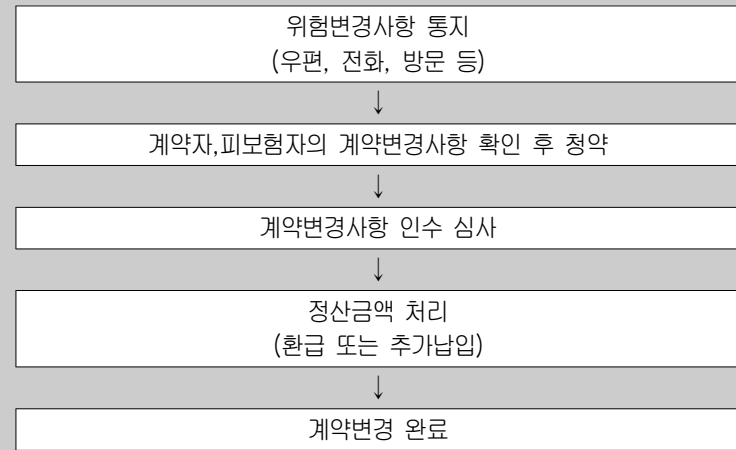 위험변경사항 통지
(우편, 전화, 방문 등)
↓
계약자,피보험자의 계약변경사항 확인 후 청약
↓
계약변경사항 인수 심사
↓
정산금액 처리
(환급 또는 추가납입)
↓
계약변경 완료